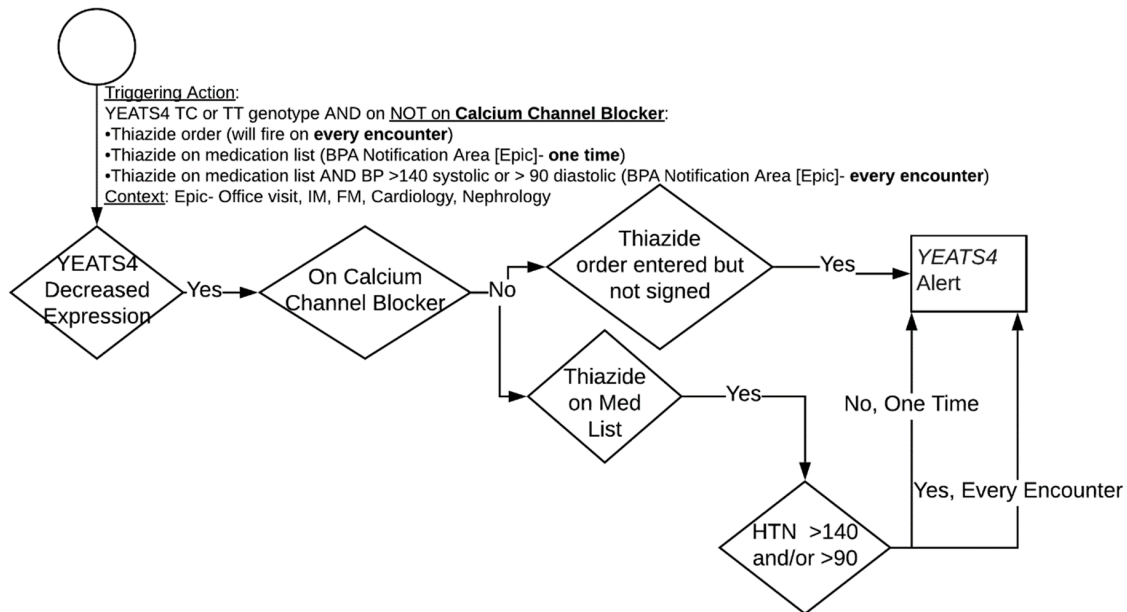 Triggering Action:
YEATS4 TC or TT genotype AND on NOT on Calcium Channel Blocker:
•Thiazide order (will fire on every encounter)
•Thiazide on medication list (BPA Notification Area [Epic]- one time)
•Thiazide on medication list AND BP >140 systolic or > 90 diastolic (BPA Notification Area [Epic]- every encounter)
Context: Epic- Office visit, IM, FM, Cardiology, Nephrology
YEATS4
Decreased
Expression
Yes
On Calcium
Channel Blocker
No
Thiazide
order entered but
not signed
Yes
YEATS4
Alert
Thiazide
on Med
List
Yes
No, One Time
Yes, Every Encounter
HTN >140
and/or >90